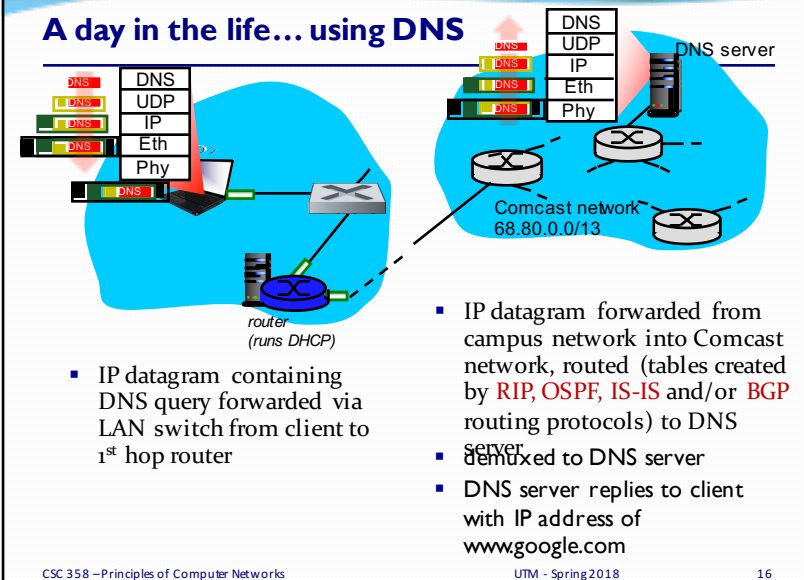 A day in the life… using DNS
DNS
DNS
DNS
DNS
DNS
DNS
UDP
IP
Eth
Phy
DNS
DNS
DNS
DNS
DNS
UDP
IP
Eth
Phy
DNS server
Comcast network
68.80.0.0/13
router
(runs DHCP)
▪ IP datagram containing
DNS query forwarded via
LAN switch from client to
1st hop router
▪ IP datagram forwarded from
campus network into Comcast
network, routed (tables created
by RIP, OSPF, IS-IS and/or BGP
routing protocols) to DNS
server
▪ demuxed to DNS server
▪ DNS server replies to client
with IP address of
www.google.com
CSC 358 – Principles of Computer Networks UTM - Spring 2018 16